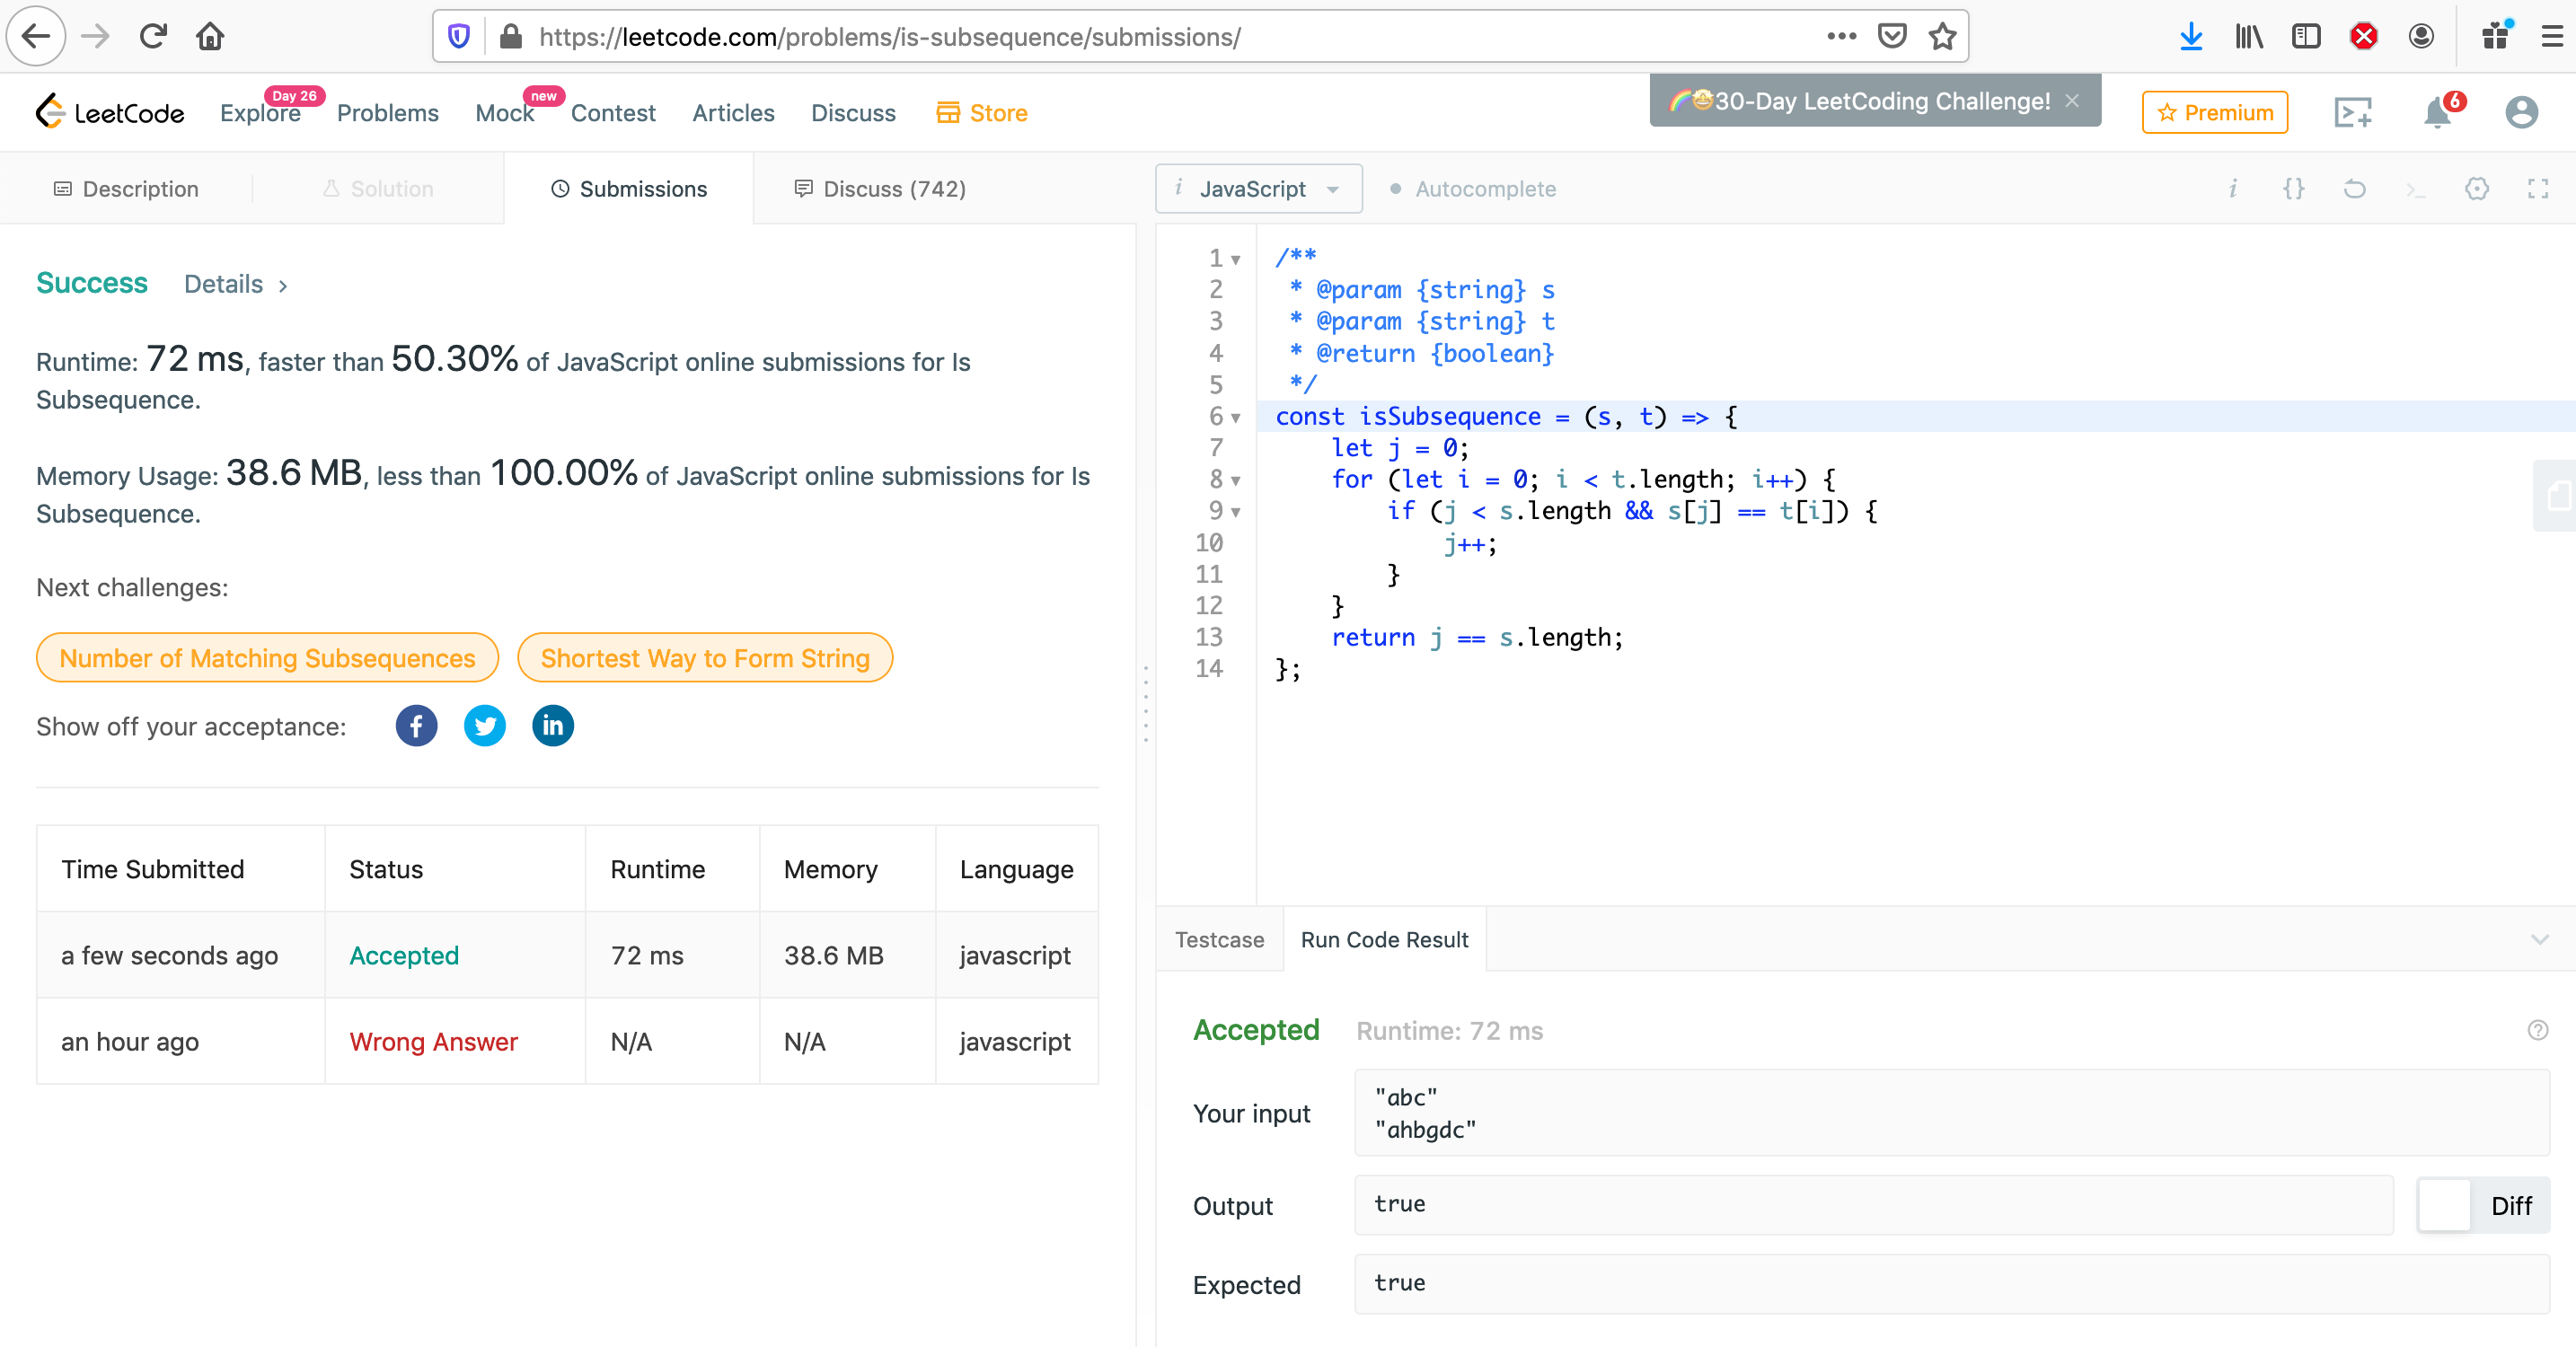 https://leetcode.com/problems/is-subsequence/submissions/
LeetCode Explore Day 26 Problems Mock new Contest Articles Discuss Store 🌈🤩30-Day LeetCoding Challenge! × Premium 6
Description Solution Submissions Discuss (742)
Success Details >
Runtime: 72 ms, faster than 50.30% of JavaScript online submissions for Is
Subsequence.
Memory Usage: 38.6 MB, less than 100.00% of JavaScript online submissions for Is
Subsequence.
Next challenges:
Number of Matching Subsequences Shortest Way to Form String
Show off your acceptance:
Time Submitted Status Runtime Memory Language
a few seconds ago Accepted 72 ms 38.6 MB javascript
an hour ago Wrong Answer N/A N/A javascript
i JavaScript Autocomplete i {} >_
1 /**
2  * @param {string} s
3  * @param {string} t
4  * @return {boolean}
5  */
6 const isSubsequence = (s, t) => {
7     let j = 0;
8     for (let i = 0; i < t.length; i++) {
9         if (j < s.length && s[j] == t[i]) {
10             j++;
11         }
12     }
13     return j == s.length;
14 };
Testcase Run Code Result
Accepted Runtime: 72 ms
Your input
"abc"
"ahbgdc"
Output true Diff
Expected true